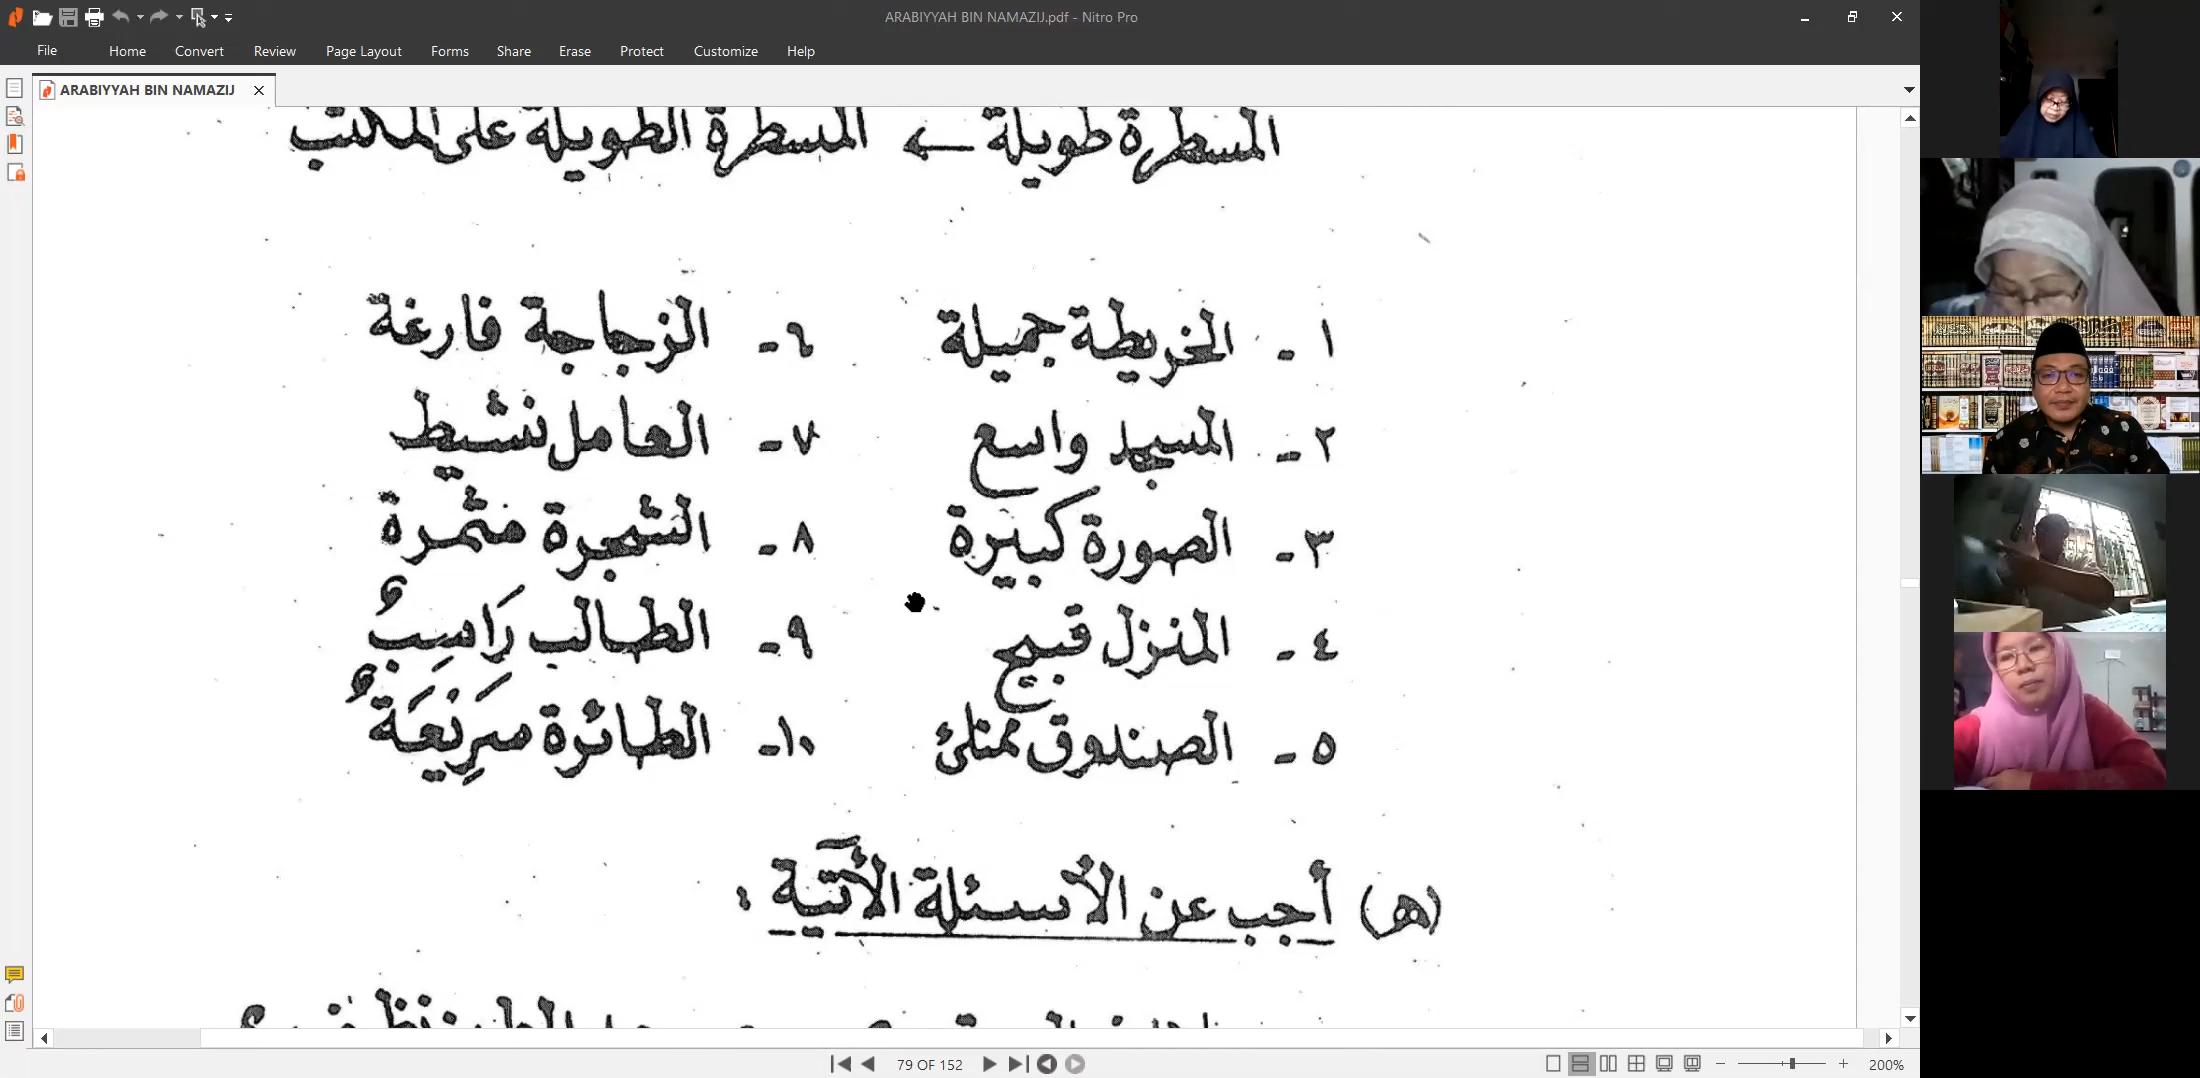 ARABIYYAH BIN NAMAZIJ.pdf - Nitro Pro
File Home Convert Review Page Layout Forms Share Erase Protect Customize Help
ARABIYYAH BIN NAMAZIJ
المسطرة طويلة ← المسطرة الطويلة على المكتب
١ - الخريطة جميلة
٢ - المسجد واسع
٣ - الصورة كبيرة
٤ - المنزل قبيح
٥ - الصندوق ممتلئ
٦ - الزجاجة فارغة
٧ - العامل نشيط
٨ - الشجرة مثمرة
٩ - الطالب رَاسِبٌ
١٠ - الطائرة سَرِيْعَةٌ
(هـ) أجب عن الأسئلة الآتية :
79 OF 152
200%